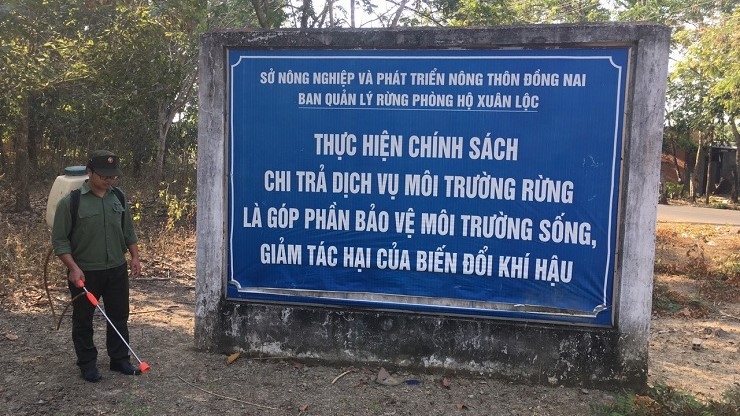 SỞ NÔNG NGHIỆP VÀ PHÁT TRIỂN NÔNG THÔN ĐỒNG NAI
BAN QUẢN LÝ RỪNG PHÒNG HỘ XUÂN LỘC
THỰC HIỆN CHÍNH SÁCH
CHI TRẢ DỊCH VỤ MÔI TRƯỜNG RỪNG
LÀ GÓP PHẦN BẢO VỆ MÔI TRƯỜNG SỐNG,
GIẢM TÁC HẠI CỦA BIẾN ĐỔI KHÍ HẬU